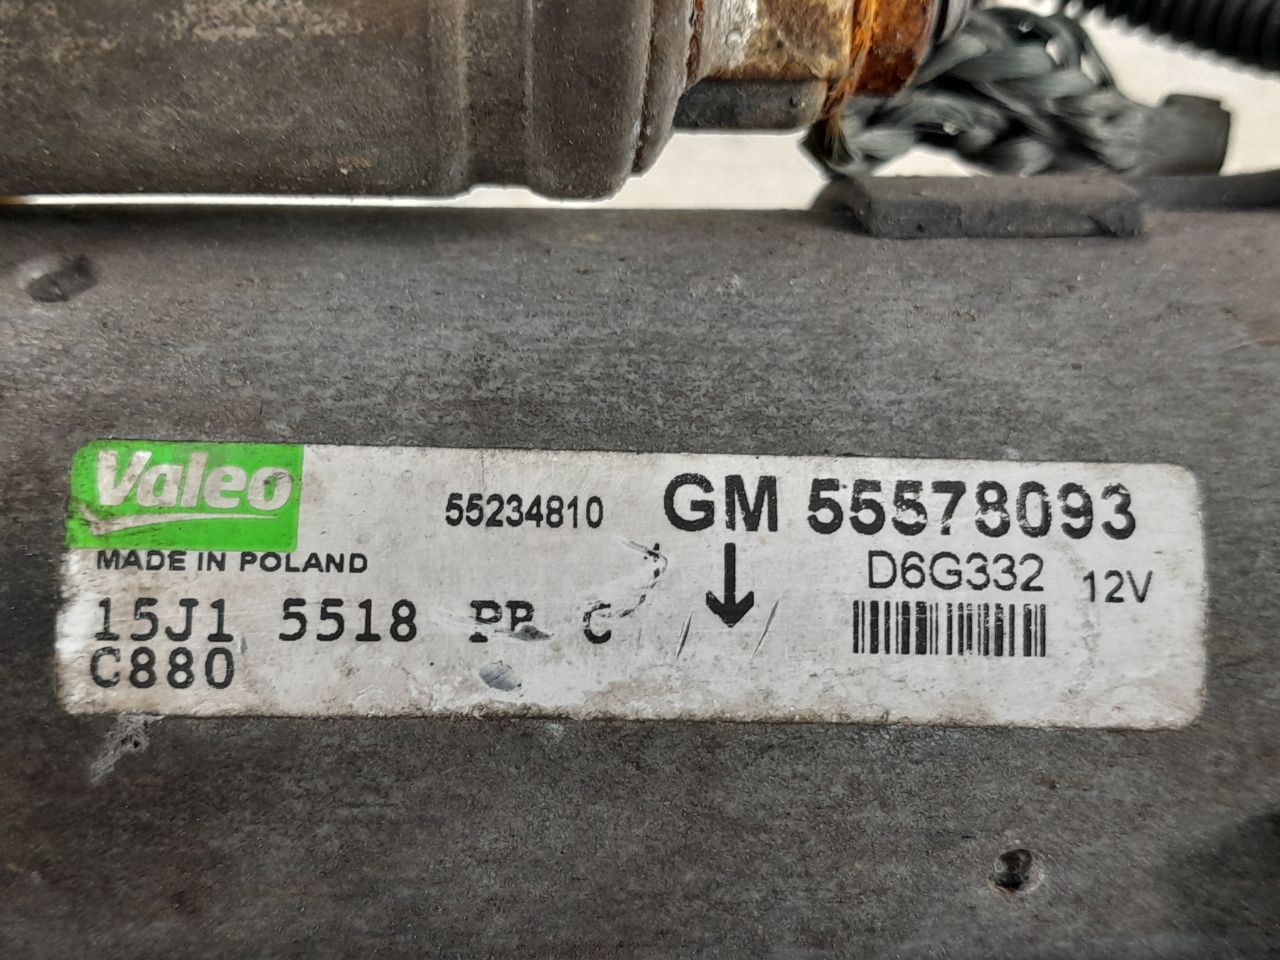 Valeo
55234810 GM 55578093
MADE IN POLAND
D6G332 12V
15J1 5518 C
C880